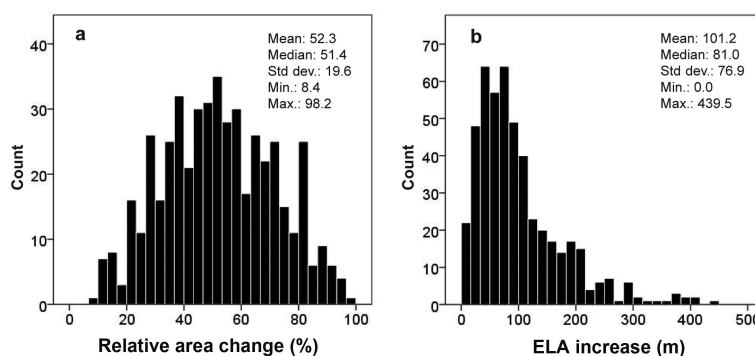 a
Mean: 52.3
Median: 51.4
Std dev.: 19.6
Min.: 8.4
Max.: 98.2
40
30
20
10
0
Count
0 20 40 60 80 100
Relative area change (%)
b
Mean: 101.2
Median: 81.0
Std dev.: 76.9
Min.: 0.0
Max.: 439.5
70
60
50
40
30
20
10
0
Count
0 100 200 300 400 500
ELA increase (m)